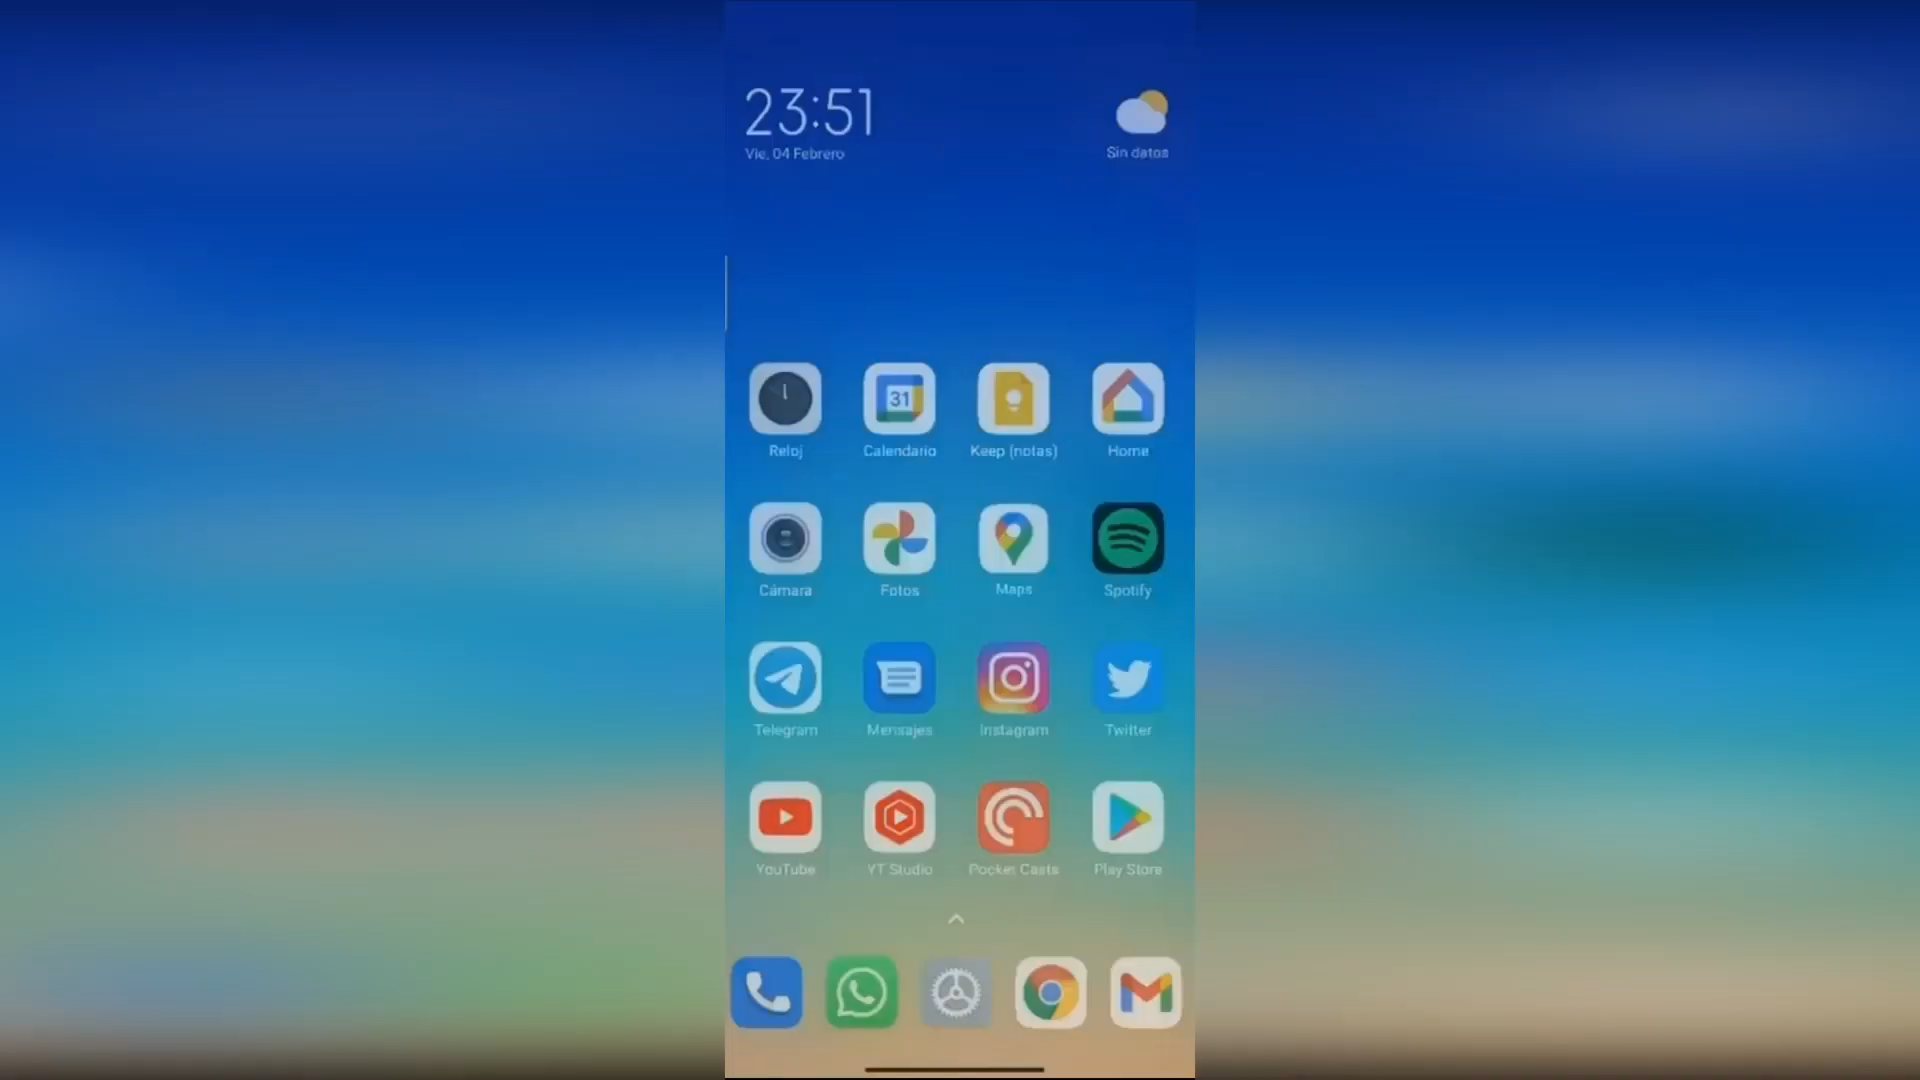 23:51
Vie, 04 Febrero
Sin datos
31
Reloj
Calendario
Keep (notas)
Home
Cámara
Fotos
Maps
Spotify
Telegram
Mensajes
Instagram
Twitter
YouTube
YT Studio
Pocket Casts
Play Store